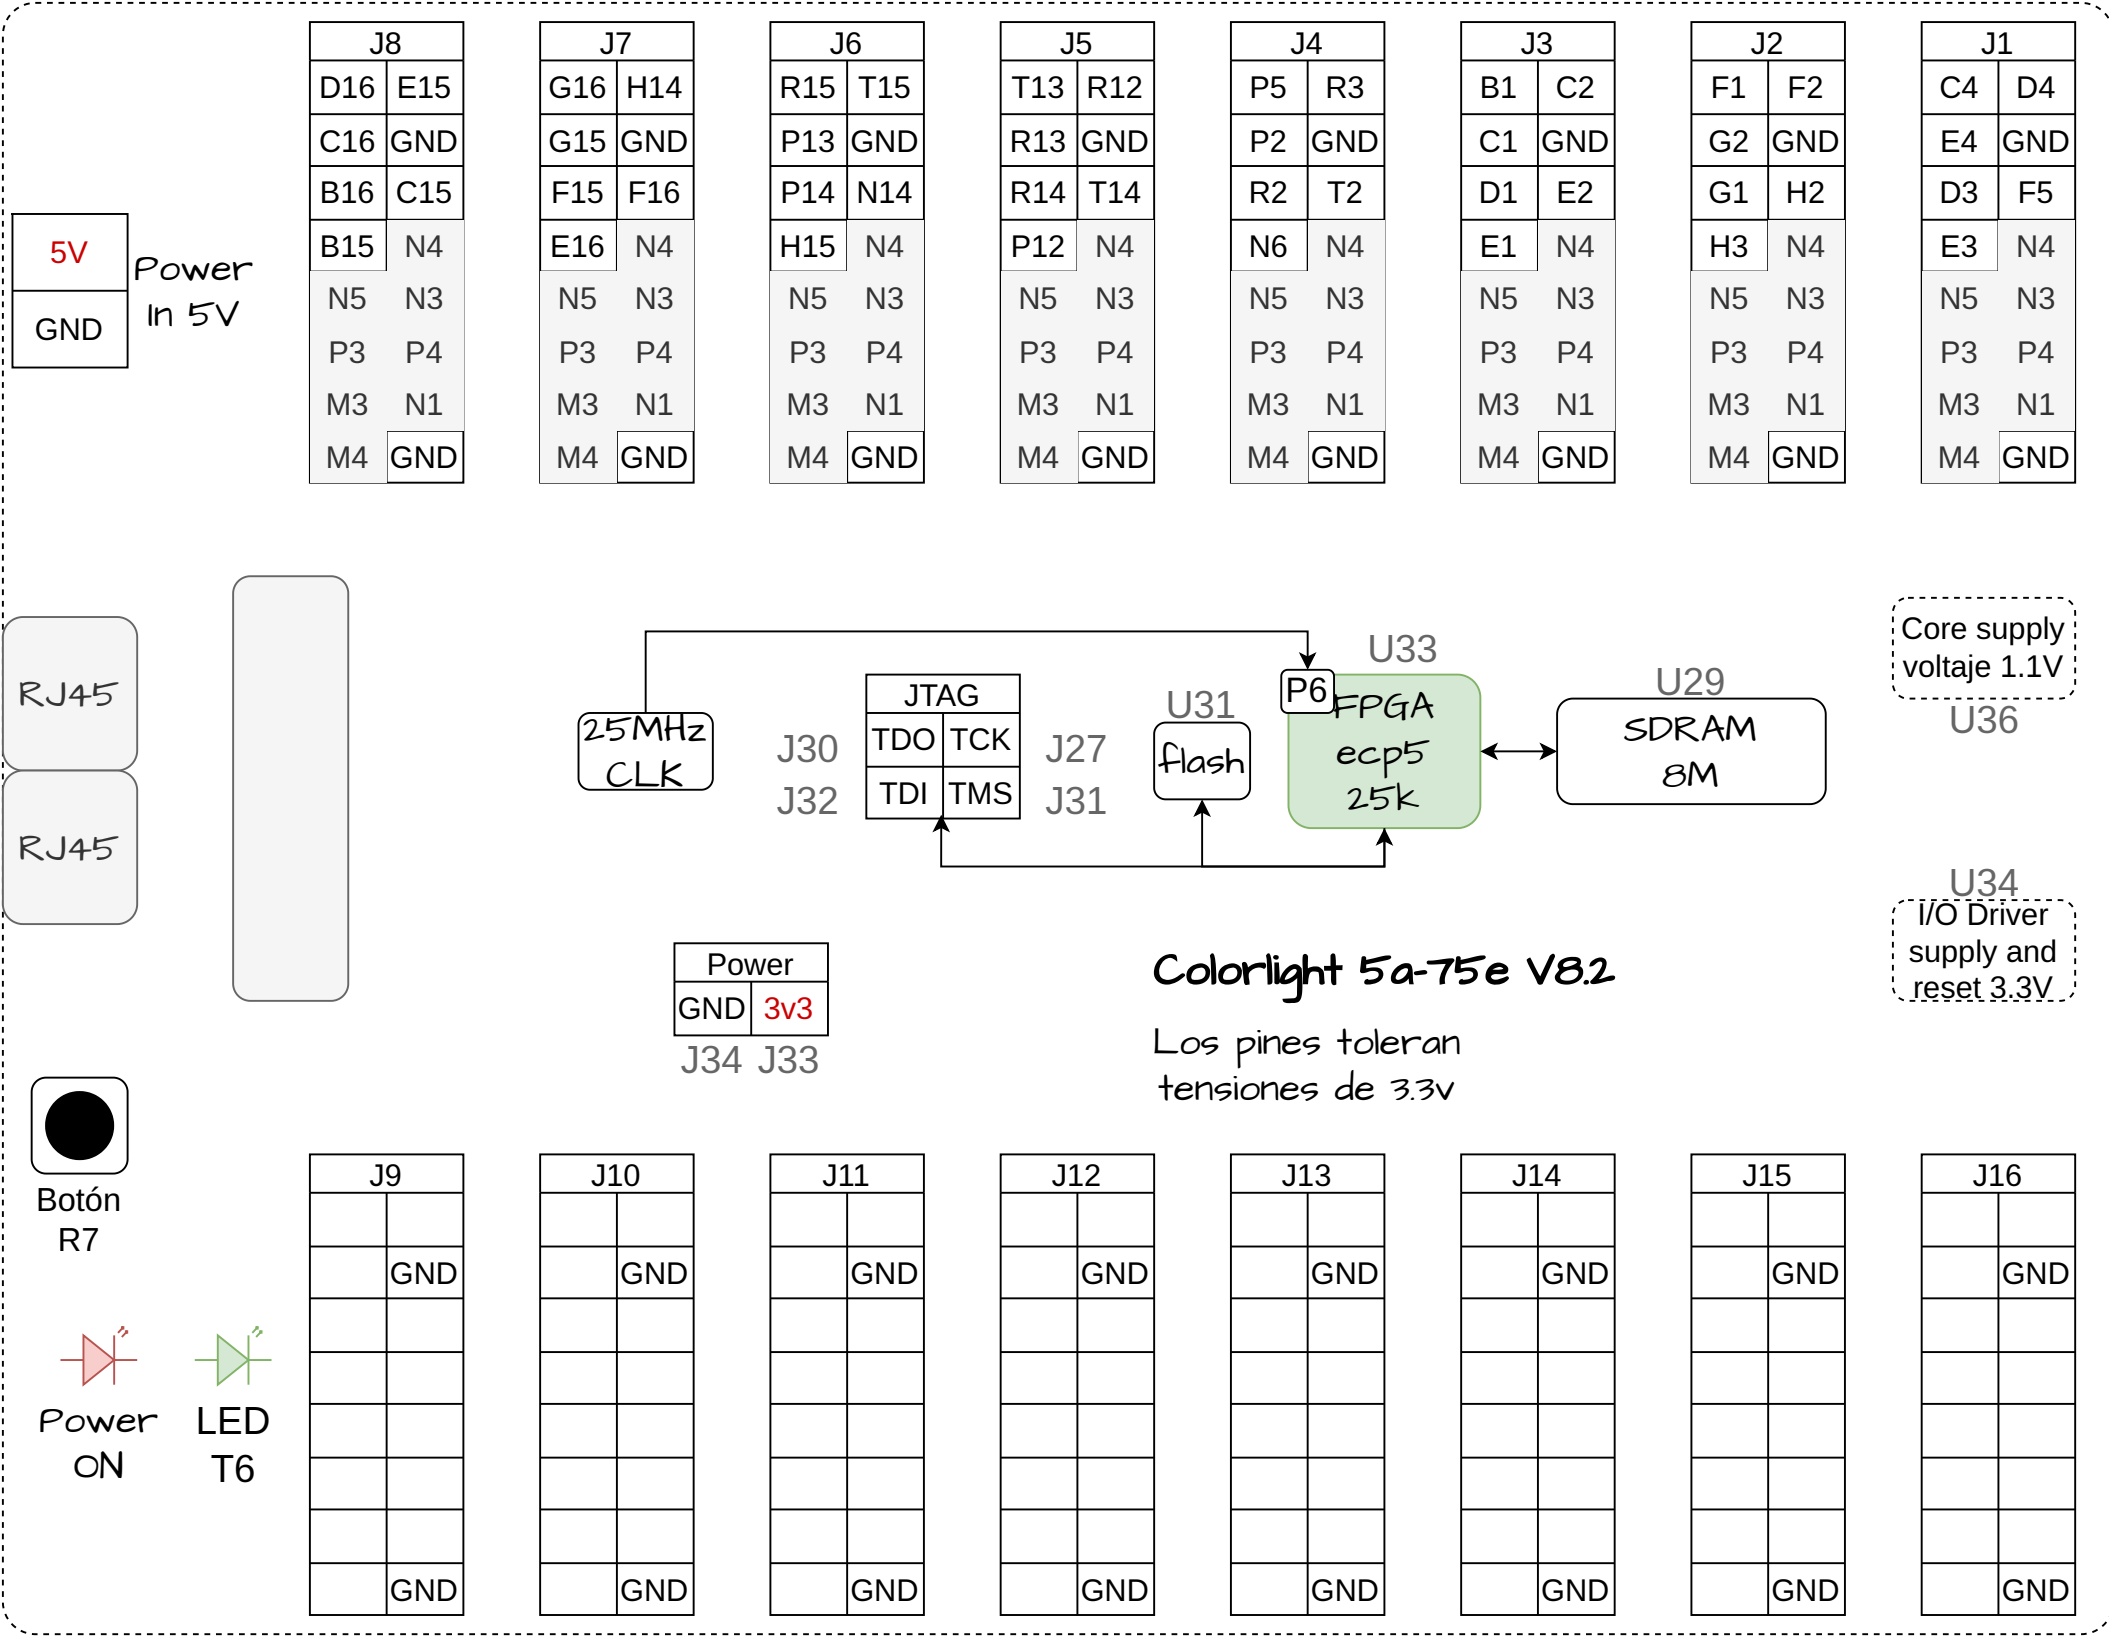 J8 J7 J6 J5 J4 J3 J2 J1
D16 E15 G16 H14 R15 T15 T13 R12 P5 R3 B1 C2 F1 F2 C4 D4
C16 GND G15 GND P13 GND R13 GND P2 GND C1 GND G2 GND E4 GND
B16 C15 F15 F16 P14 N14 R14 T14 R2 T2 D1 E2 G1 H2 D3 F5
B15 N4 E16 N4 H15 N4 P12 N4 N6 N4 E1 N4 H3 N4 E3 N4
N5 N3 N5 N3 N5 N3 N5 N3 N5 N3 N5 N3 N5 N3 N5 N3
P3 P4 P3 P4 P3 P4 P3 P4 P3 P4 P3 P4 P3 P4 P3 P4
M3 N1 M3 N1 M3 N1 M3 N1 M3 N1 M3 N1 M3 N1 M3 N1
M4 GND M4 GND M4 GND M4 GND M4 GND M4 GND M4 GND M4 GND
5V
GND
Power
In 5V
RJ45
RJ45
25MHz
CLK
JTAG
J30 TDO TCK J27
J32 TDI TMS J31
U31
flash
U33
P6
FPGA
ecp5
25k
U29
SDRAM
8M
Core supply
voltaje 1.1V
U36
U34
I/O Driver
supply and
reset 3.3V
Power
GND 3v3
J34 J33
Colorlight 5a-75e V8.2
Los pines toleran
tensiones de 3.3v
Botón
R7
Power
ON
LED
T6
J9 J10 J11 J12 J13 J14 J15 J16
GND GND GND GND GND GND GND GND
GND GND GND GND GND GND GND GND